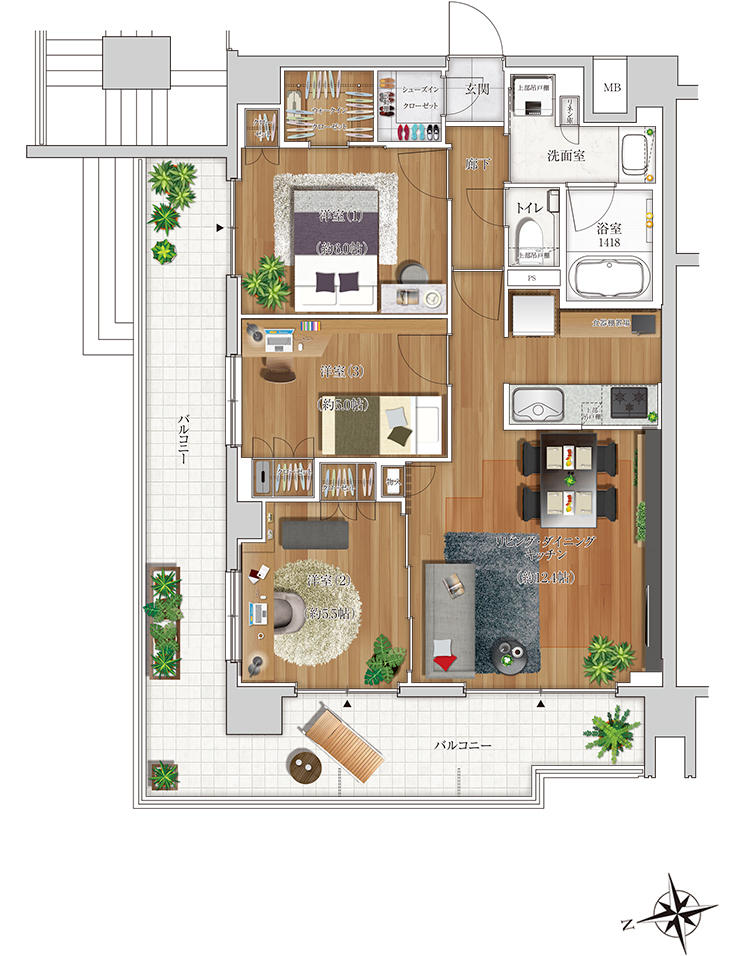 玄関
MB
シューズイン
クローゼット
ウォークイン
クローゼット
クロー
ゼット
上部吊戸棚
リネン庫
洗面室
廊下
トイレ
上部吊戸棚
浴室
1418
洋室(1)
(約6.0帖)
PS
食器棚置場
洋室(3)
(約5.0帖)
上部
吊戸棚
クローゼット
クローゼット
物入
バルコニー
リビング・ダイニング
キッチン
(約12.4帖)
洋室(2)
(約5.5帖)
バルコニー
N